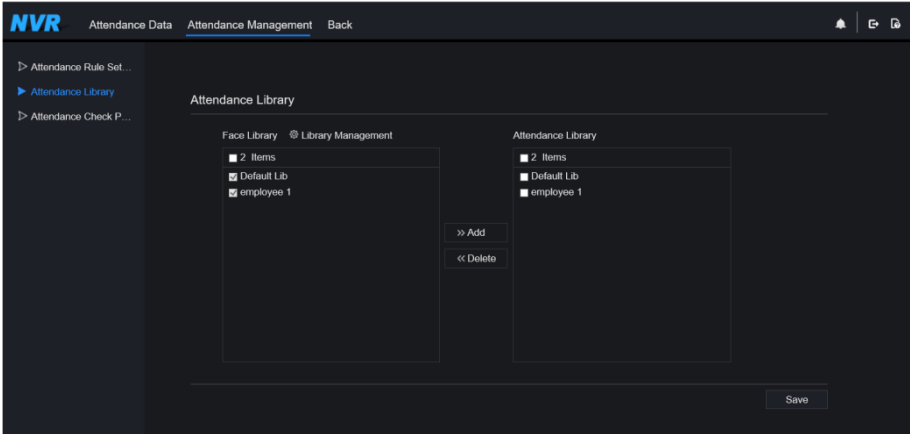 NVR Attendance Data Attendance Management Back
Attendance Rule Set...
Attendance Library
Attendance Check P...
Attendance Library
Face Library Library Management
2 Items
Default Lib
employee 1
>> Add
<< Delete
Attendance Library
2 Items
Default Lib
employee 1
Save